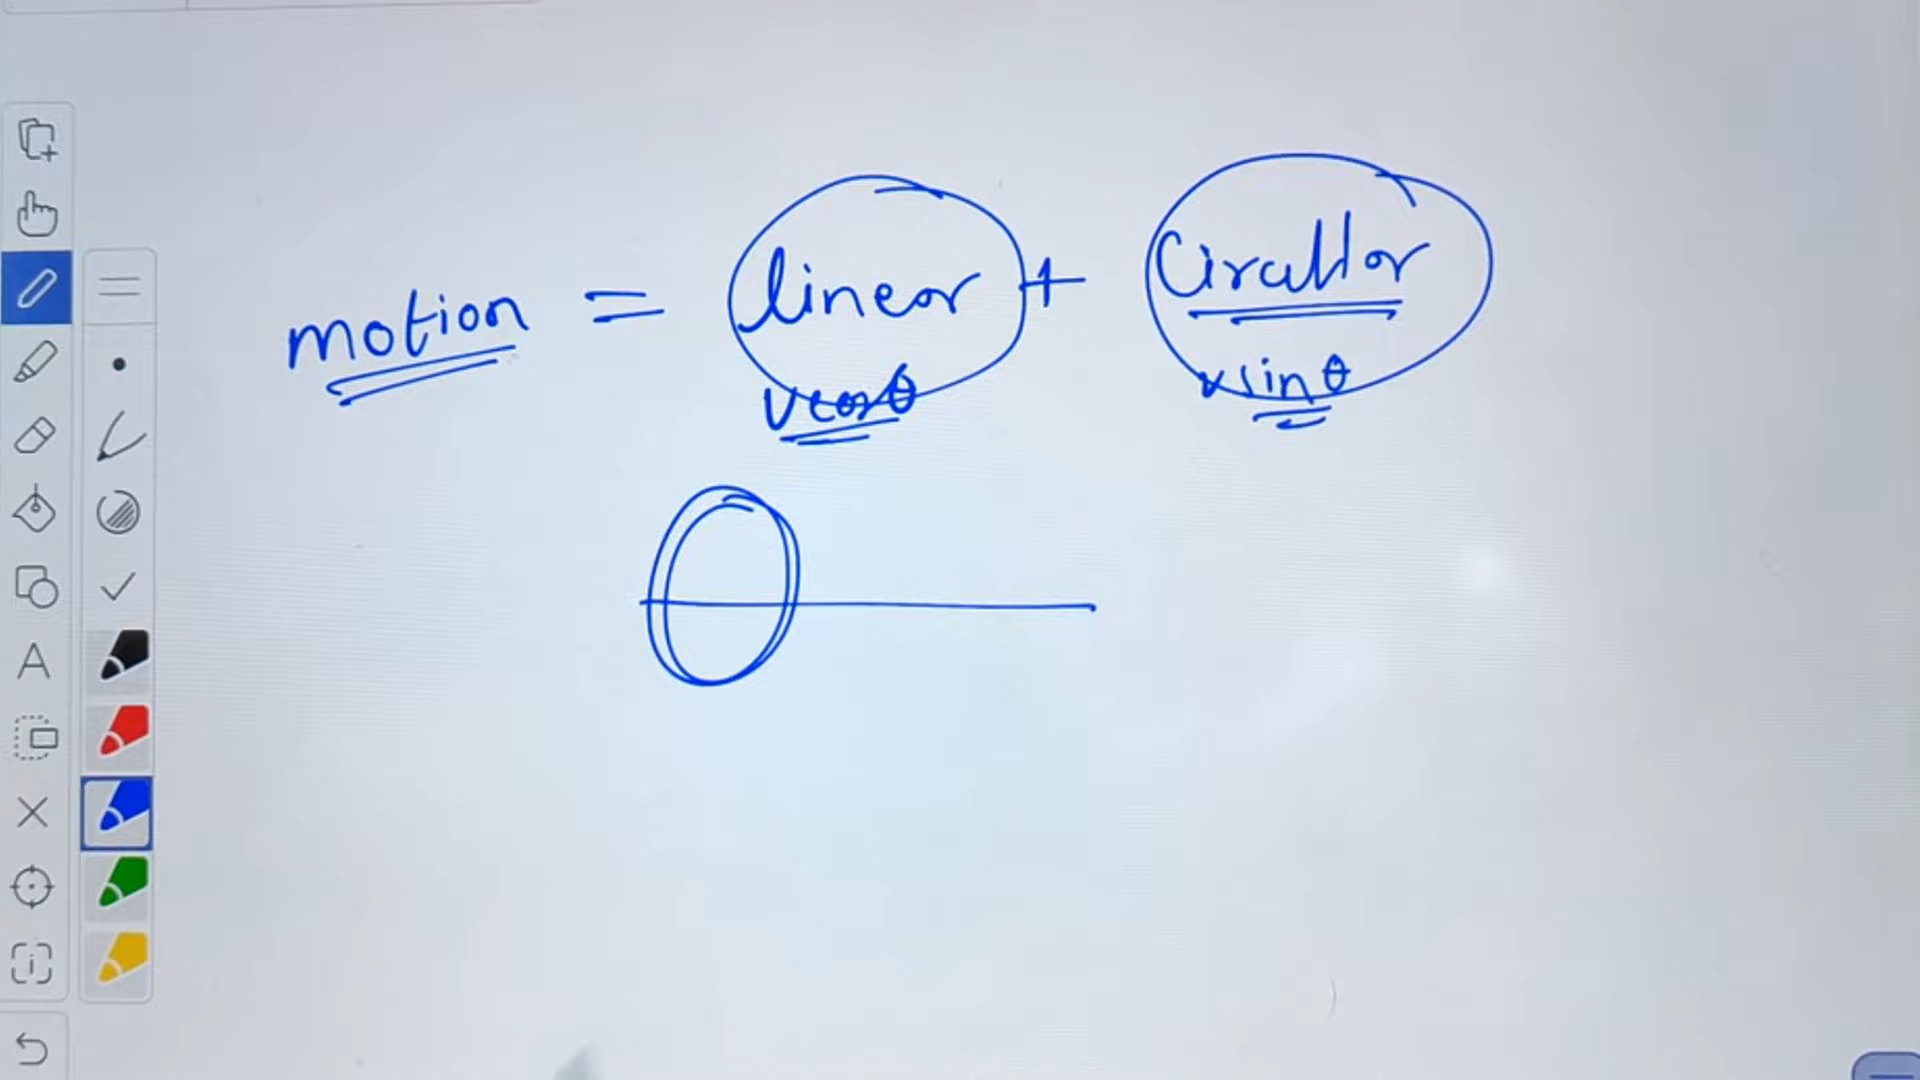 motion = linear + Circular
vcosθ vsinθ
A